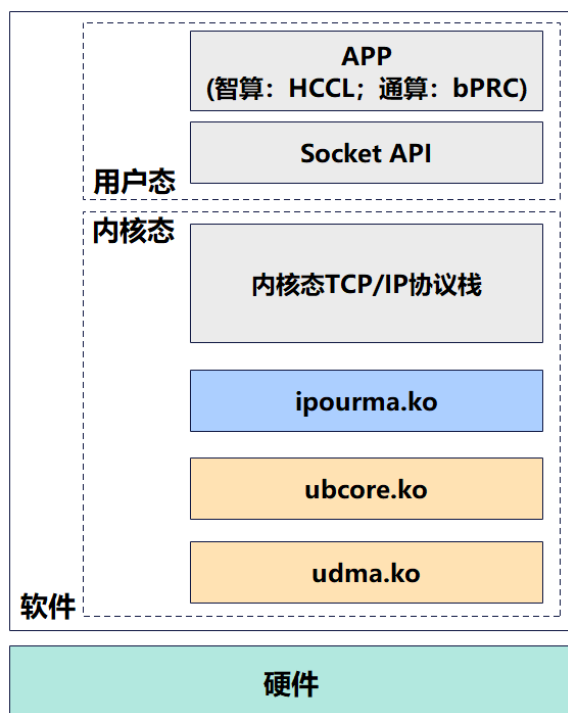 APP
(智算：HCCL；通算：bPRC)
Socket API
用户态
内核态
内核态TCP/IP协议栈
ipourma.ko
ubcore.ko
udma.ko
软件
硬件